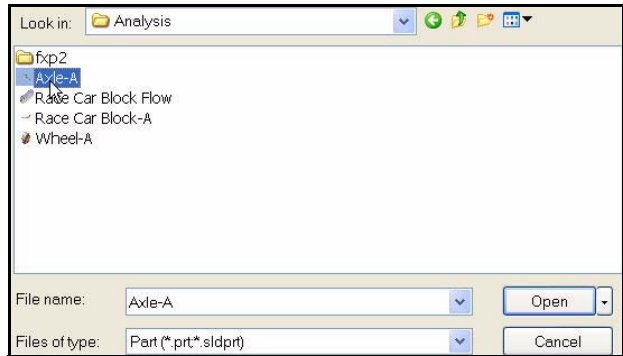 Look in: Analysis
fxp2
Axle-A
Race Car Block Flow
Race Car Block-A
Wheel-A
File name: Axle-A Open
Files of type: Part (*.prt;*.sldprt) Cancel